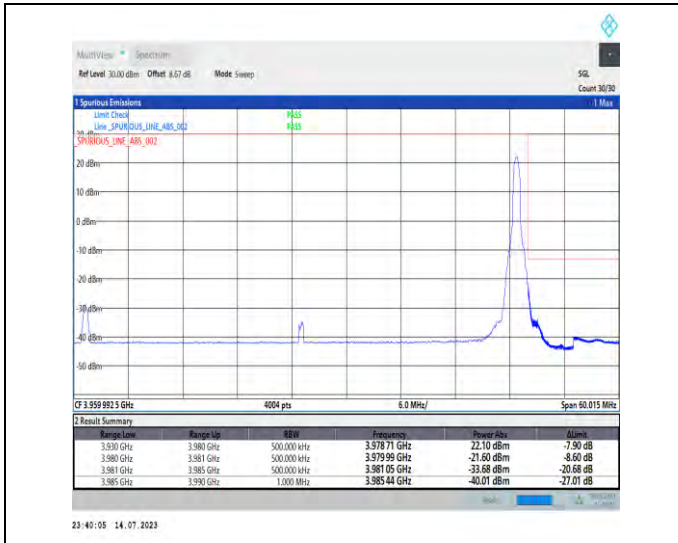 MultiView Spectrum
Ref Level 30.00 dBm Offset 8.67 dB Mode Sweep SGL
Count 30/30
1 Spurious Emissions 1 Max
Limit Check PASS
Line _SPURIOUS_LINE_ABS_002 PASS
30 dBm
_SPURIOUS_LINE_ABS_002
20 dBm
10 dBm
0 dBm
-10 dBm
-20 dBm
-30 dBm
-40 dBm
-50 dBm
CF 3.959 992 5 GHz 4004 pts 6.0 MHz/ Span 60.015 MHz
2 Result Summary
Range Low Range Up RBW Frequency Power Abs ΔLimit
3.930 GHz 3.980 GHz 500.000 kHz 3.978 71 GHz 22.10 dBm -7.90 dB
3.980 GHz 3.981 GHz 500.000 kHz 3.979 99 GHz -21.60 dBm -8.60 dB
3.981 GHz 3.985 GHz 500.000 kHz 3.981 05 GHz -33.68 dBm -20.68 dB
3.985 GHz 3.990 GHz 1.000 MHz 3.985 44 GHz -40.01 dBm -27.01 dB
23:40:05 14.07.2023